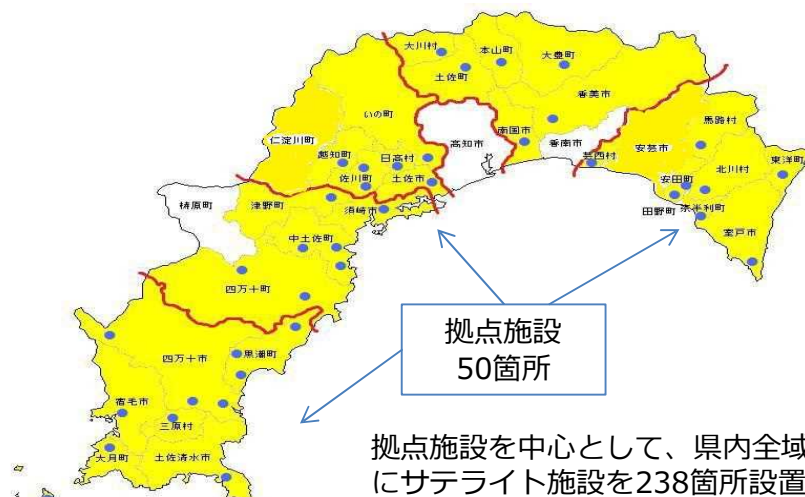 大川村
本山町
大豊町
土佐町
香美市
いの町
馬路村
南国市
高知市
香南市
安芸市
仁淀川町
芸西村
越知町
日高村
北川村
東洋町
佐川町
土佐市
安田町
梼原町
津野町
須崎市
田野町
奈半利町
中土佐町
室戸市
四万十町
拠点施設
50箇所
四万十市
黒潮町
宿毛市
三原村
大月町
土佐清水市
拠点施設を中心として、県内全域
にサテライト施設を238箇所設置